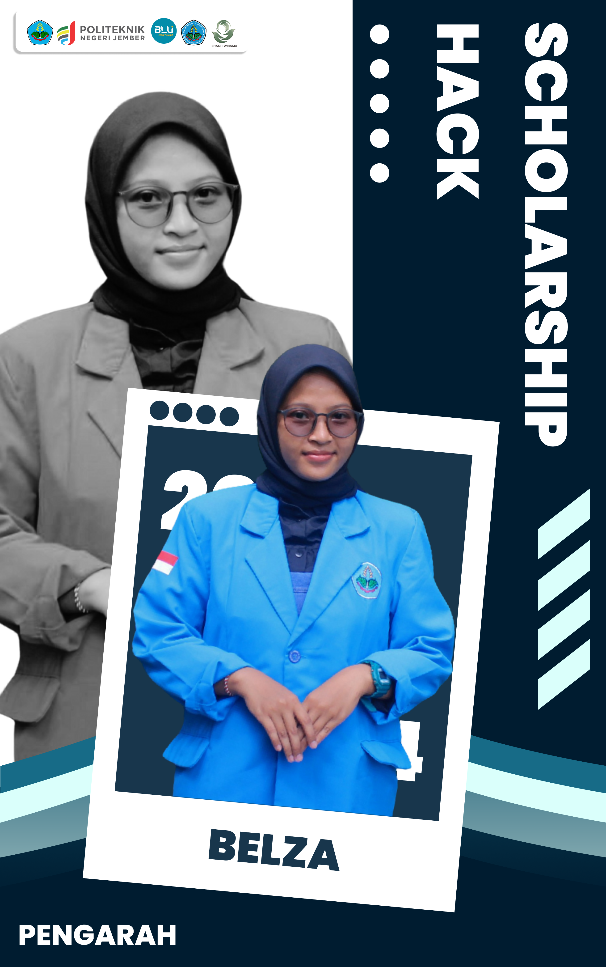 POLITEKNIK
NEGERI JEMBER
BLU
SCHOLARSHIP
HACK
BELZA
PENGARAH